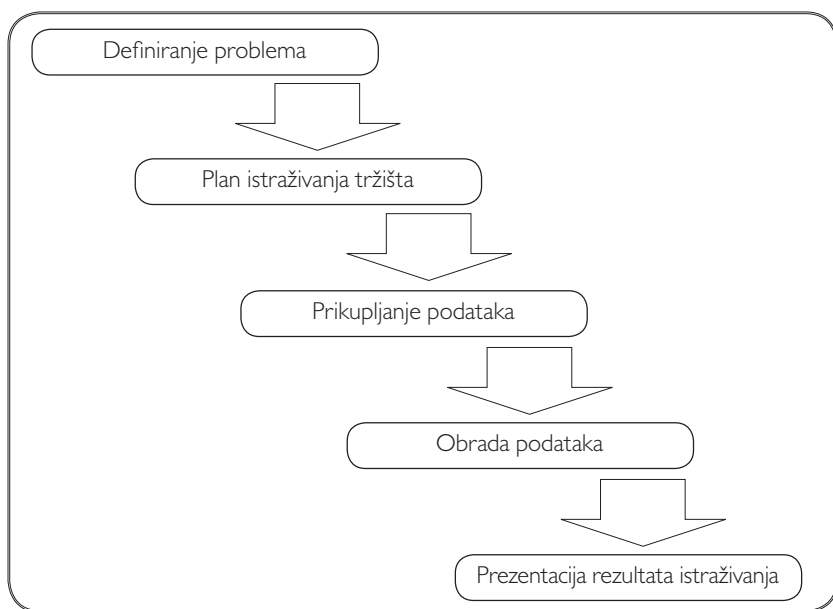 Definiranje problema
Plan istraživanja tržišta
Prikupljanje podataka
Obrada podataka
Prezentacija rezultata istraživanja